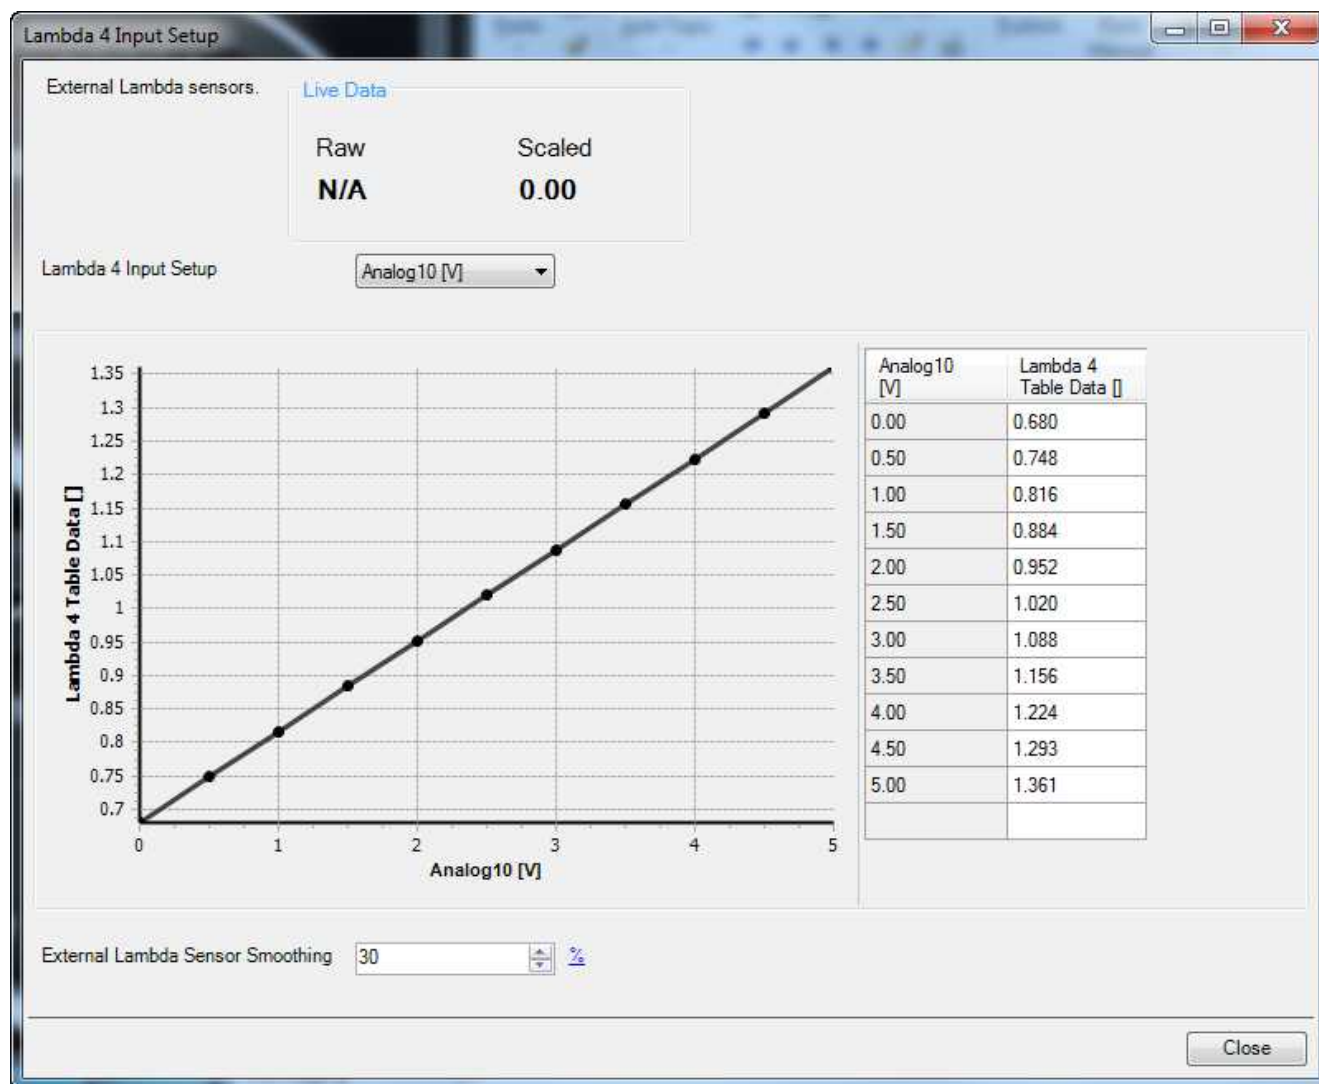 Lambda 4 Input Setup
External Lambda sensors.
Live Data
Raw Scaled
N/A 0.00
Lambda 4 Input Setup
Analog10 [V]
1.35
1.3
1.25
1.2
1.15
1.1
1.05
1
0.95
0.9
0.85
0.8
0.75
0.7
Lambda 4 Table Data []
0 1 2 3 4 5
Analog10 [V]
Analog10 Lambda 4
[V] Table Data []
0.00 0.680
0.50 0.748
1.00 0.816
1.50 0.884
2.00 0.952
2.50 1.020
3.00 1.088
3.50 1.156
4.00 1.224
4.50 1.293
5.00 1.361
External Lambda Sensor Smoothing 30 %
Close